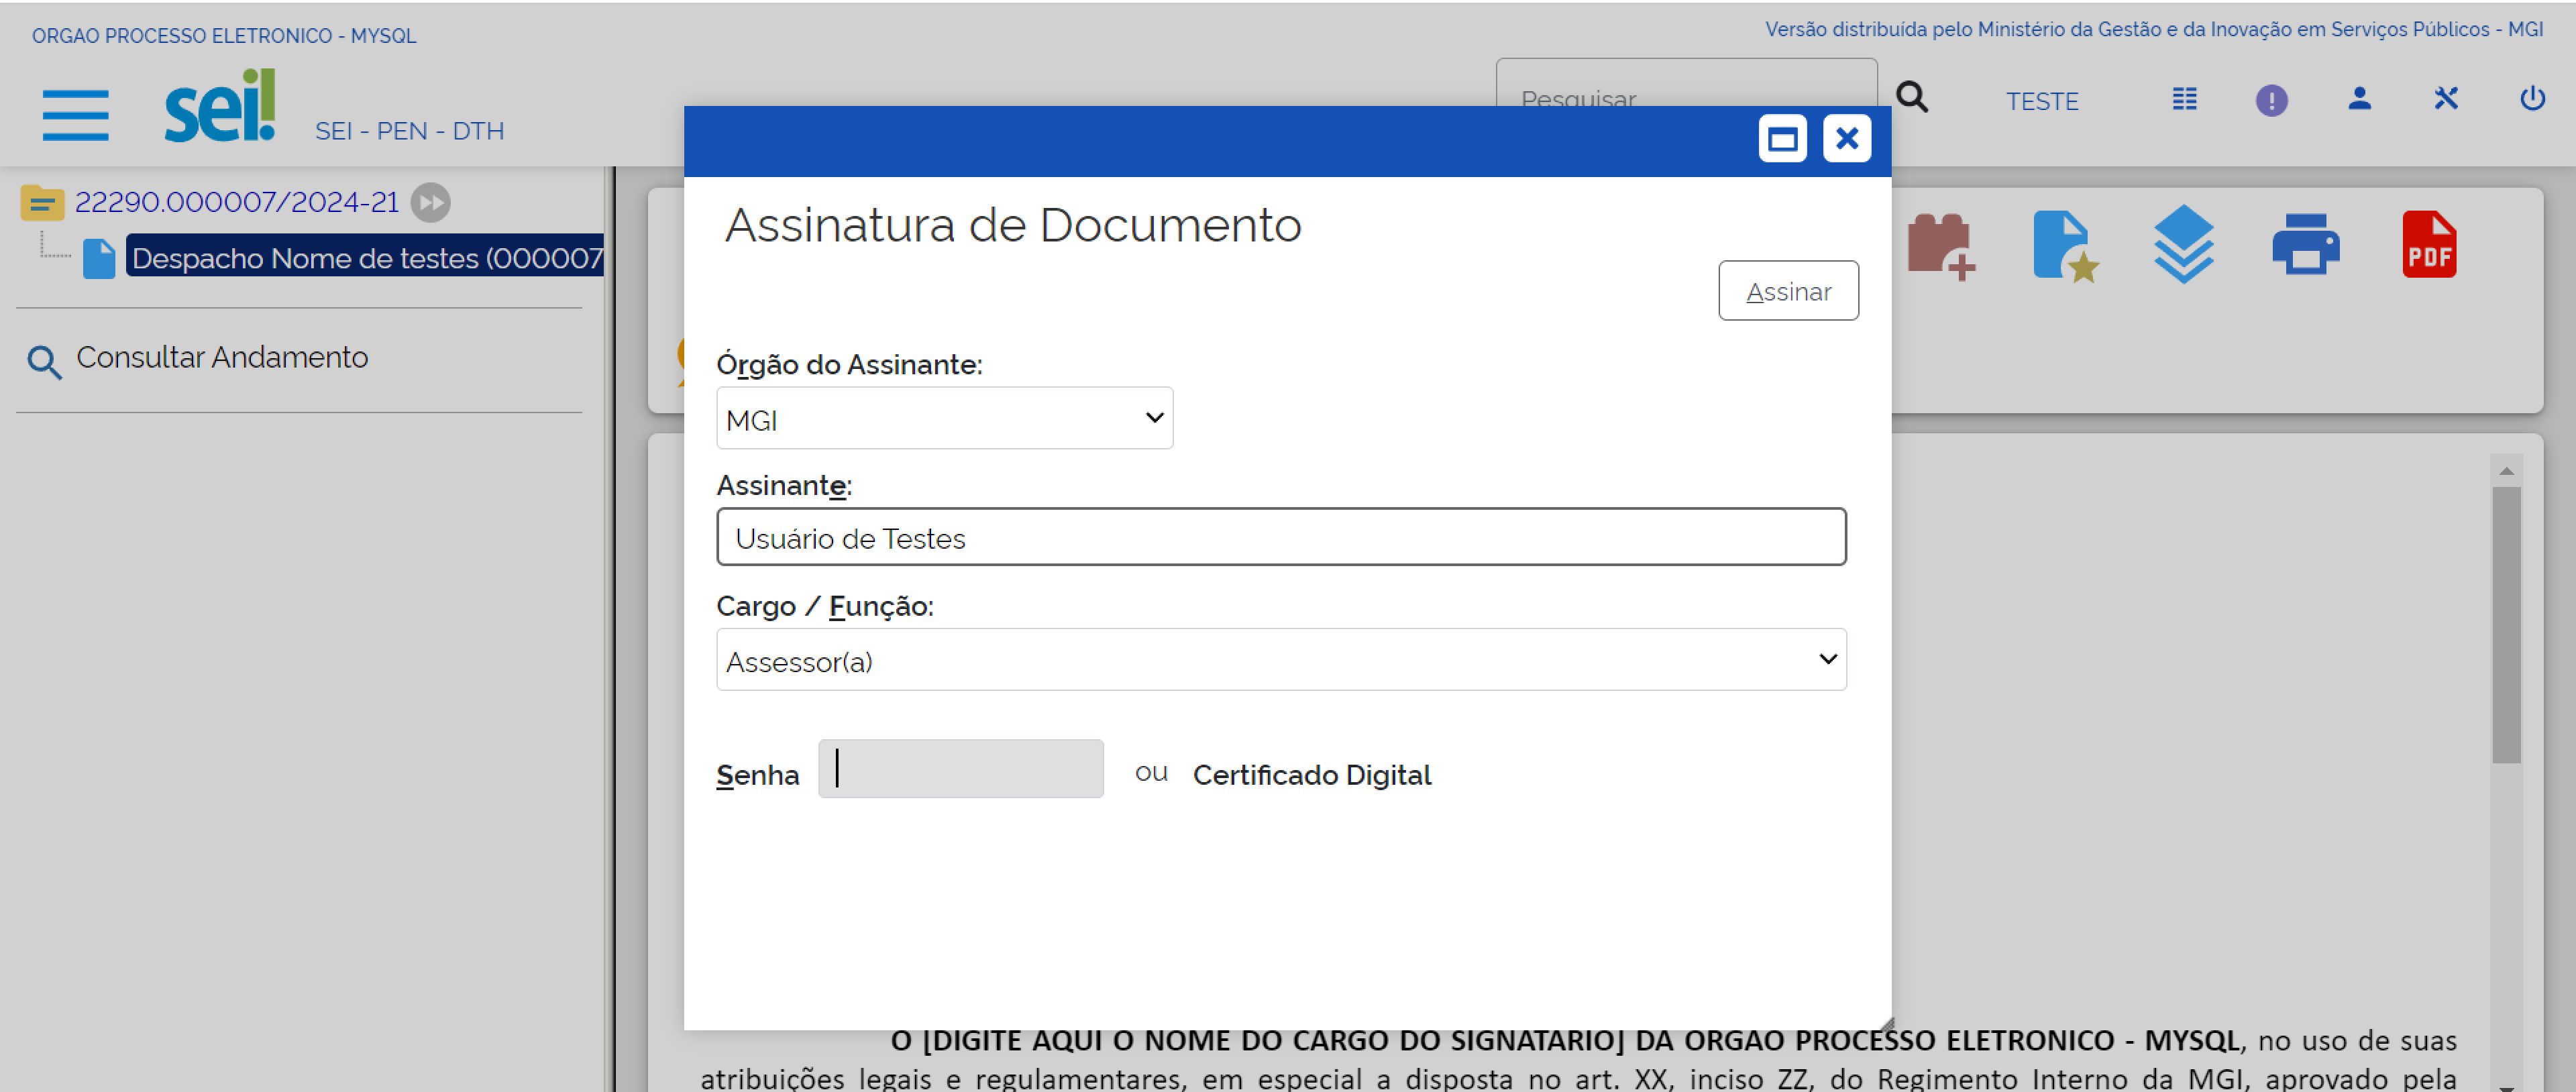 ORGAO PROCESSO ELETRONICO - MYSQL
Versão distribuída pelo Ministério da Gestão e da Inovação em Serviços Públicos - MGI
sei!
SEI - PEN - DTH
Pesquisar
TESTE
22290.000007/2024-21
Despacho Nome de testes (000007
Consultar Andamento
Assinatura de Documento
Assinar
PDF
Órgão do Assinante:
MGI
Assinante:
Usuário de Testes
Cargo / Função:
Assessor(a)
Senha ou Certificado Digital
O [DIGITE AQUI O NOME DO CARGO DO SIGNATARIO] DA ORGAO PROCESSO ELETRONICO - MYSQL, no uso de suas
atribuições legais e regulamentares, em especial a disposta no art. XX, inciso ZZ, do Regimento Interno da MGI, aprovado pela